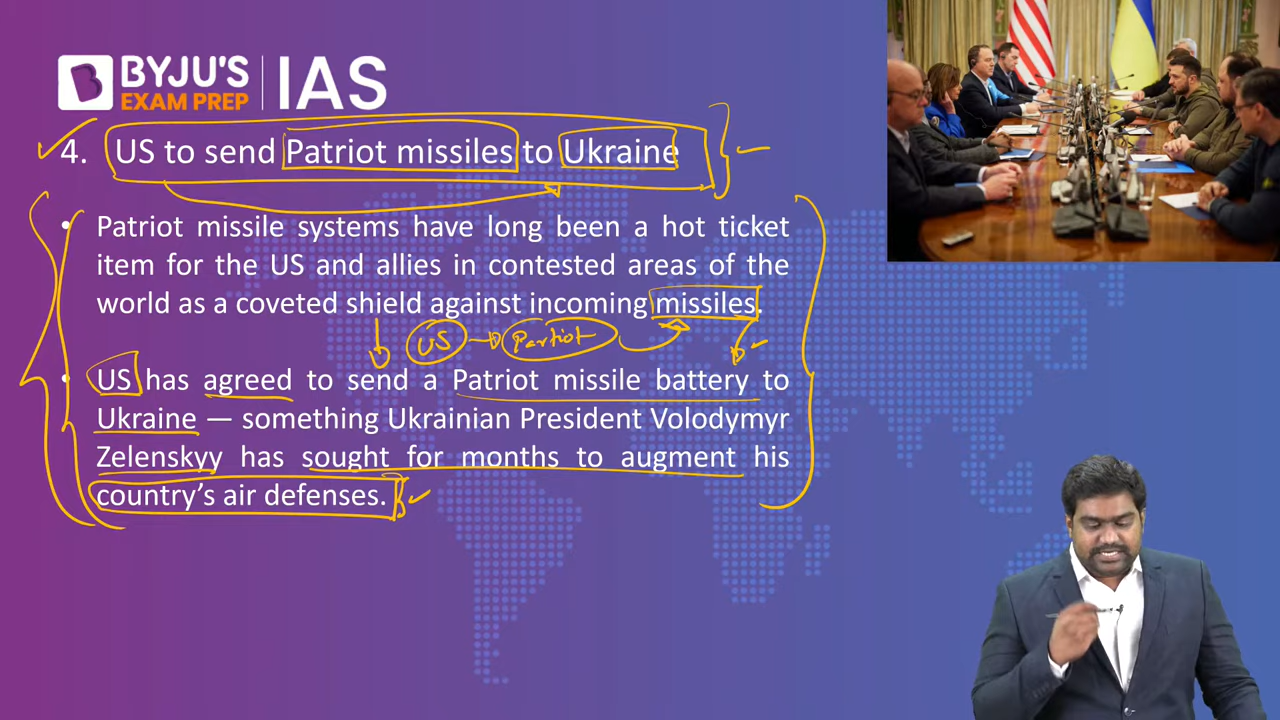 BYJU'S
EXAM PREP
IAS
4. US to send Patriot missiles to Ukraine
• Patriot missile systems have long been a hot ticket
item for the US and allies in contested areas of the
world as a coveted shield against incoming missiles.
US Partiot
• US has agreed to send a Patriot missile battery to
Ukraine — something Ukrainian President Volodymyr
Zelenskyy has sought for months to augment his
country's air defenses.